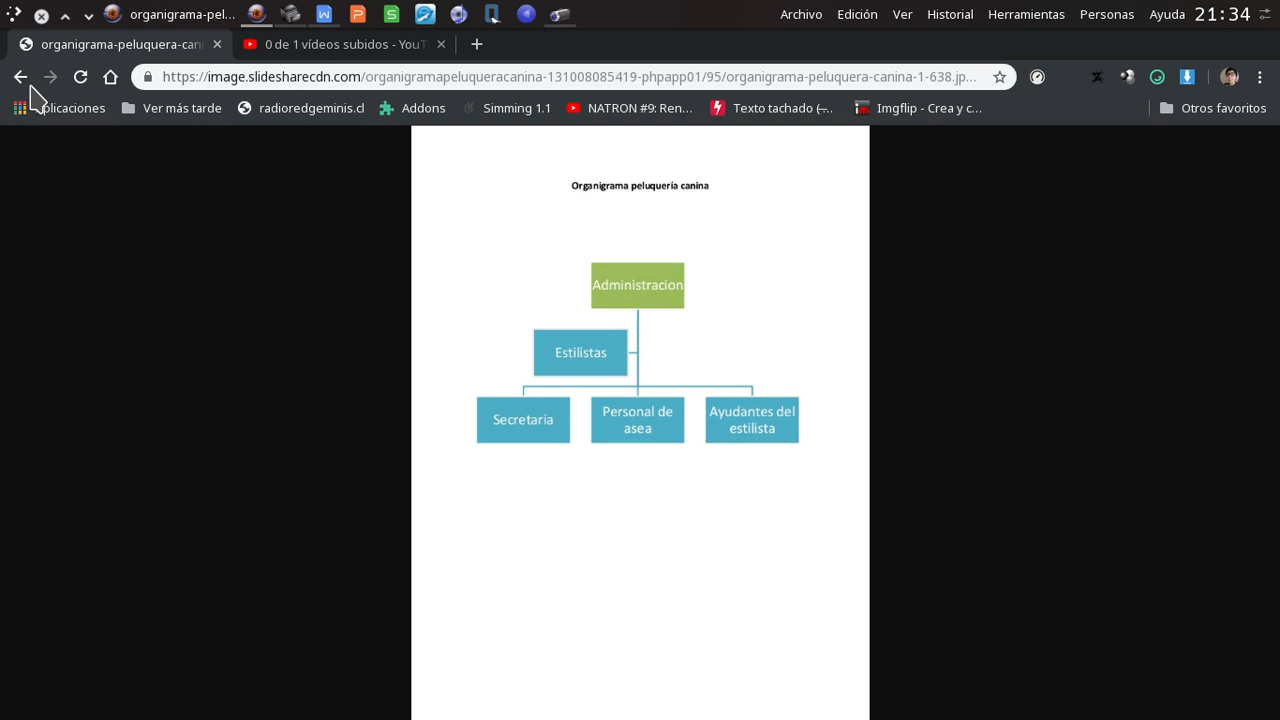 organigrama-pel...
Archivo Edición Ver Historial Herramientas Personas Ayuda 21:34
organigrama-peluquera-cani
0 de 1 vídeos subidos - YouT
https://image.slidesharecdn.com/organigramapeluqueracanina-131008085419-phpapp01/95/organigrama-peluquera-canina-1-638.jp...
plicaciones Ver más tarde radioredgeminis.cl Addons Simming 1.1 NATRON #9: Ren... Texto tachado (̶... Imgflip - Crea y c... Otros favoritos
Organigrama peluquería canina
Administracion
Estilistas
Secretaria
Personal de
asea
Ayudantes del
estilista